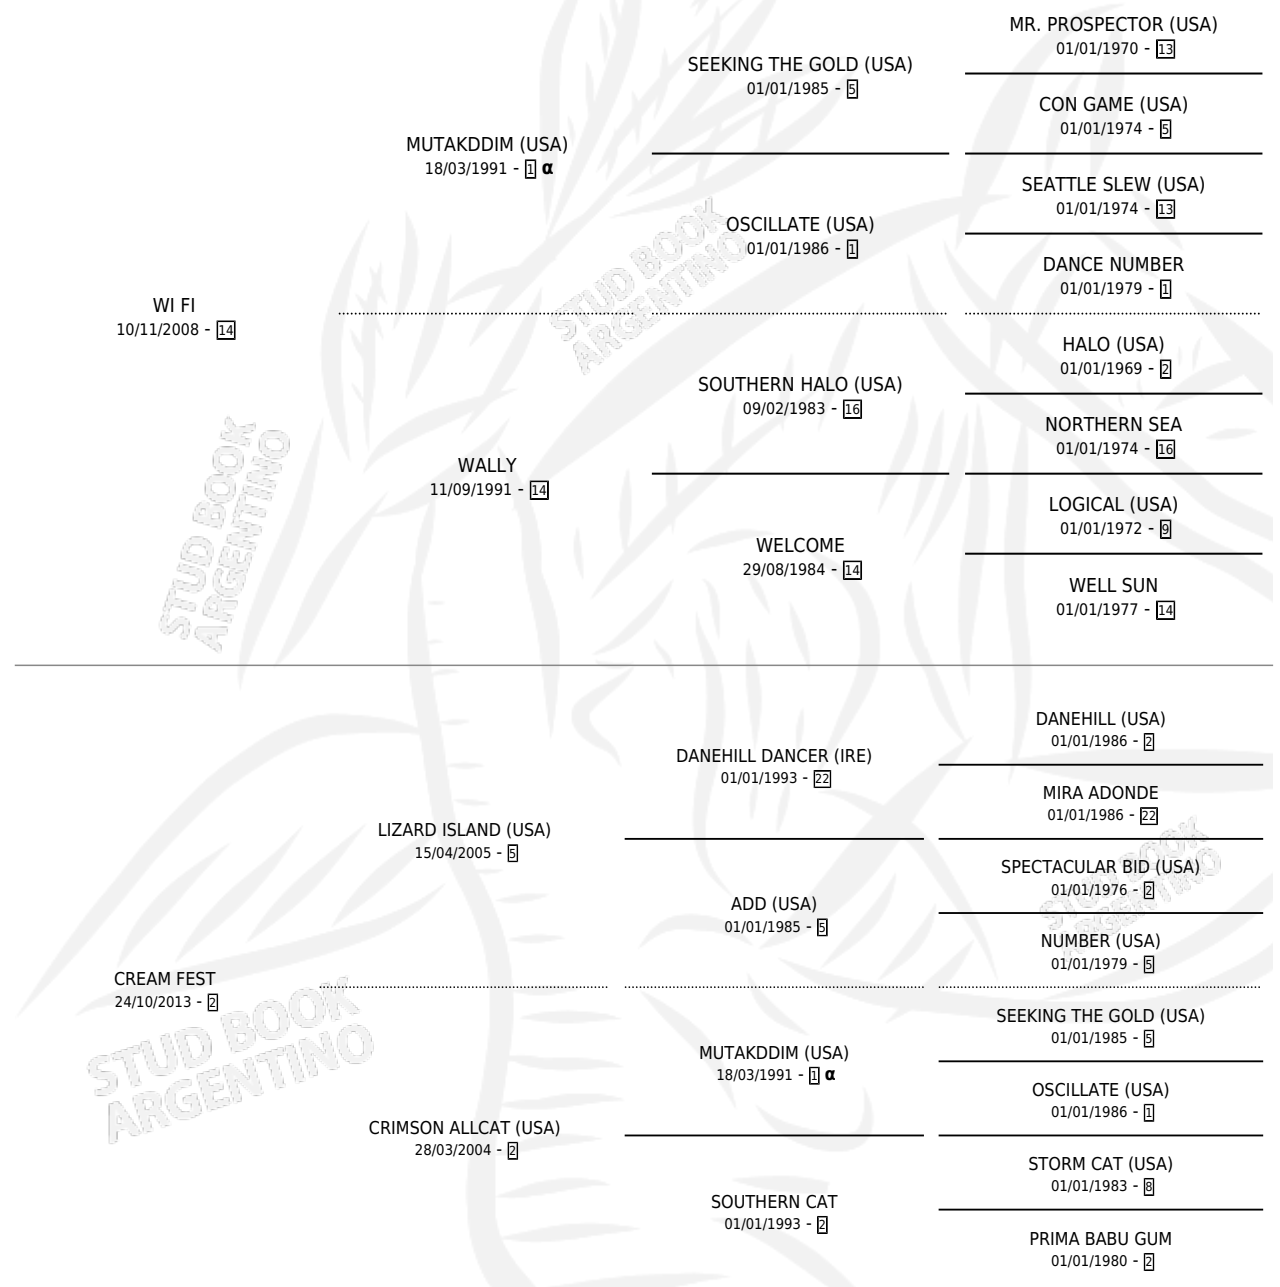 MR. PROSPECTOR (USA)
01/01/1970 - 13
SEEKING THE GOLD (USA)
01/01/1985 - 5
CON GAME (USA)
01/01/1974 - 5
MUTAKDDIM (USA)
18/03/1991 - 1 α
SEATTLE SLEW (USA)
01/01/1974 - 13
OSCILLATE (USA)
01/01/1986 - 1
DANCE NUMBER
01/01/1979 - 1
WI FI
10/11/2008 - 14
HALO (USA)
01/01/1969 - 2
SOUTHERN HALO (USA)
09/02/1983 - 16
NORTHERN SEA
01/01/1974 - 16
WALLY
11/09/1991 - 14
LOGICAL (USA)
01/01/1972 - 9
WELCOME
29/08/1984 - 14
WELL SUN
01/01/1977 - 14
STUD BOOK
ARGENTINO
STUD BOOK
ARGENTINO
DANEHILL (USA)
01/01/1986 - 2
DANEHILL DANCER (IRE)
01/01/1993 - 22
MIRA ADONDE
01/01/1986 - 22
LIZARD ISLAND (USA)
15/04/2005 - 5
SPECTACULAR BID (USA)
01/01/1976 - 2
ADD (USA)
01/01/1985 - 5
NUMBER (USA)
01/01/1979 - 5
CREAM FEST
24/10/2013 - 2
SEEKING THE GOLD (USA)
01/01/1985 - 5
MUTAKDDIM (USA)
18/03/1991 - 1 α
OSCILLATE (USA)
01/01/1986 - 1
CRIMSON ALLCAT (USA)
28/03/2004 - 2
STORM CAT (USA)
01/01/1983 - 8
SOUTHERN CAT
01/01/1993 - 2
PRIMA BABU GUM
01/01/1980 - 2
STUD BOOK
ARGENTINO
STUD BOOK
ARGENTINO